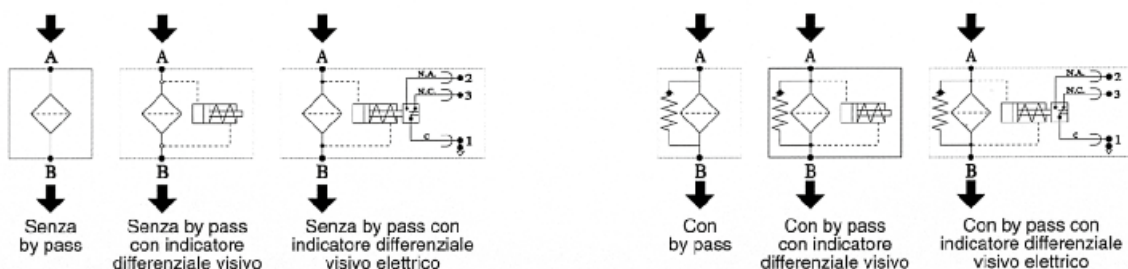 A
A
A
A
A
A
N.A.
2
N.C.
3
C
1
N.A.
2
N.C.
3
C
1
B
B
B
B
B
B
Senza
by pass
Senza by pass
con indicatore
differenziale visivo
Senza by pass con
indicatore differenziale
visivo elettrico
Con
by pass
Con by pass
con indicatore
differenziale visivo
Con by pass con
indicatore differenziale
visivo elettrico